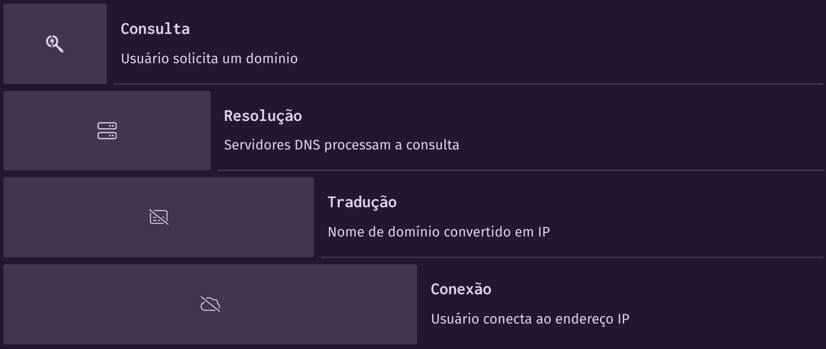 Consulta
Usuário solicita um domínio
Resolução
Servidores DNS processam a consulta
Tradução
Nome de domínio convertido em IP
Conexão
Usuário conecta ao endereço IP